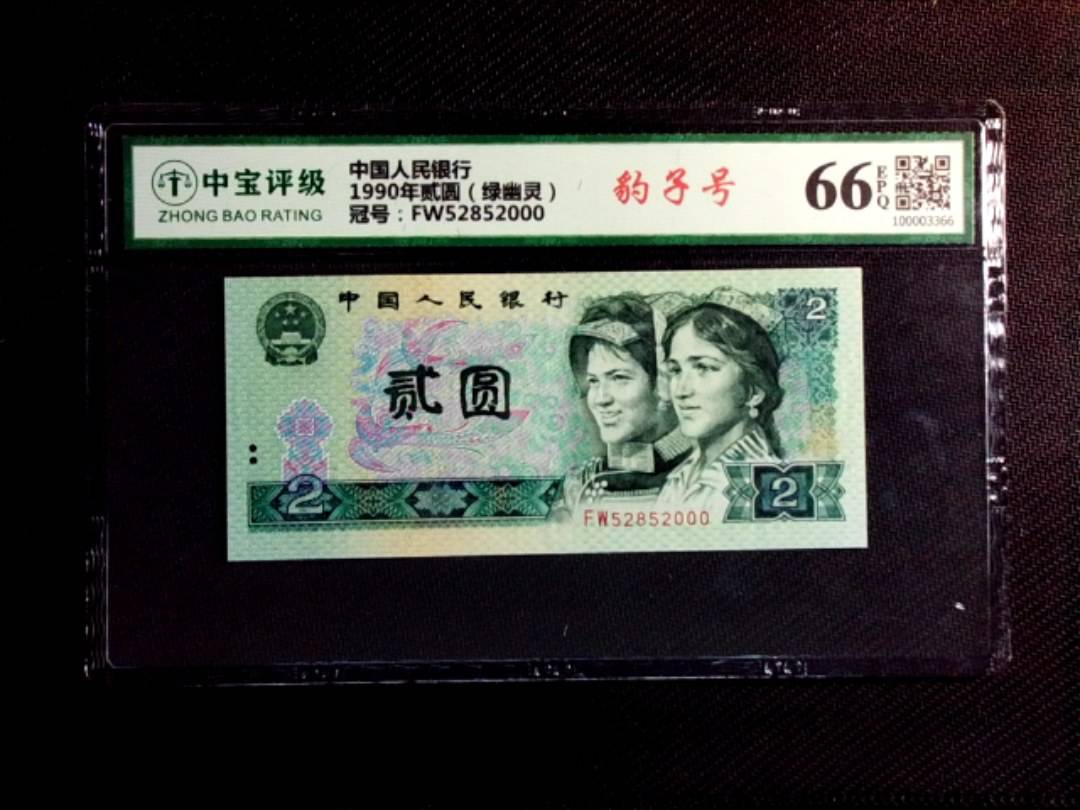 中宝评级
ZHONG BAO RATING
中国人民银行
1990年贰圆（绿幽灵）
冠号：FW52852000
豹子号
66
EPQ
100003366
中国人民银行
2
贰圆
2
2
FW52852000